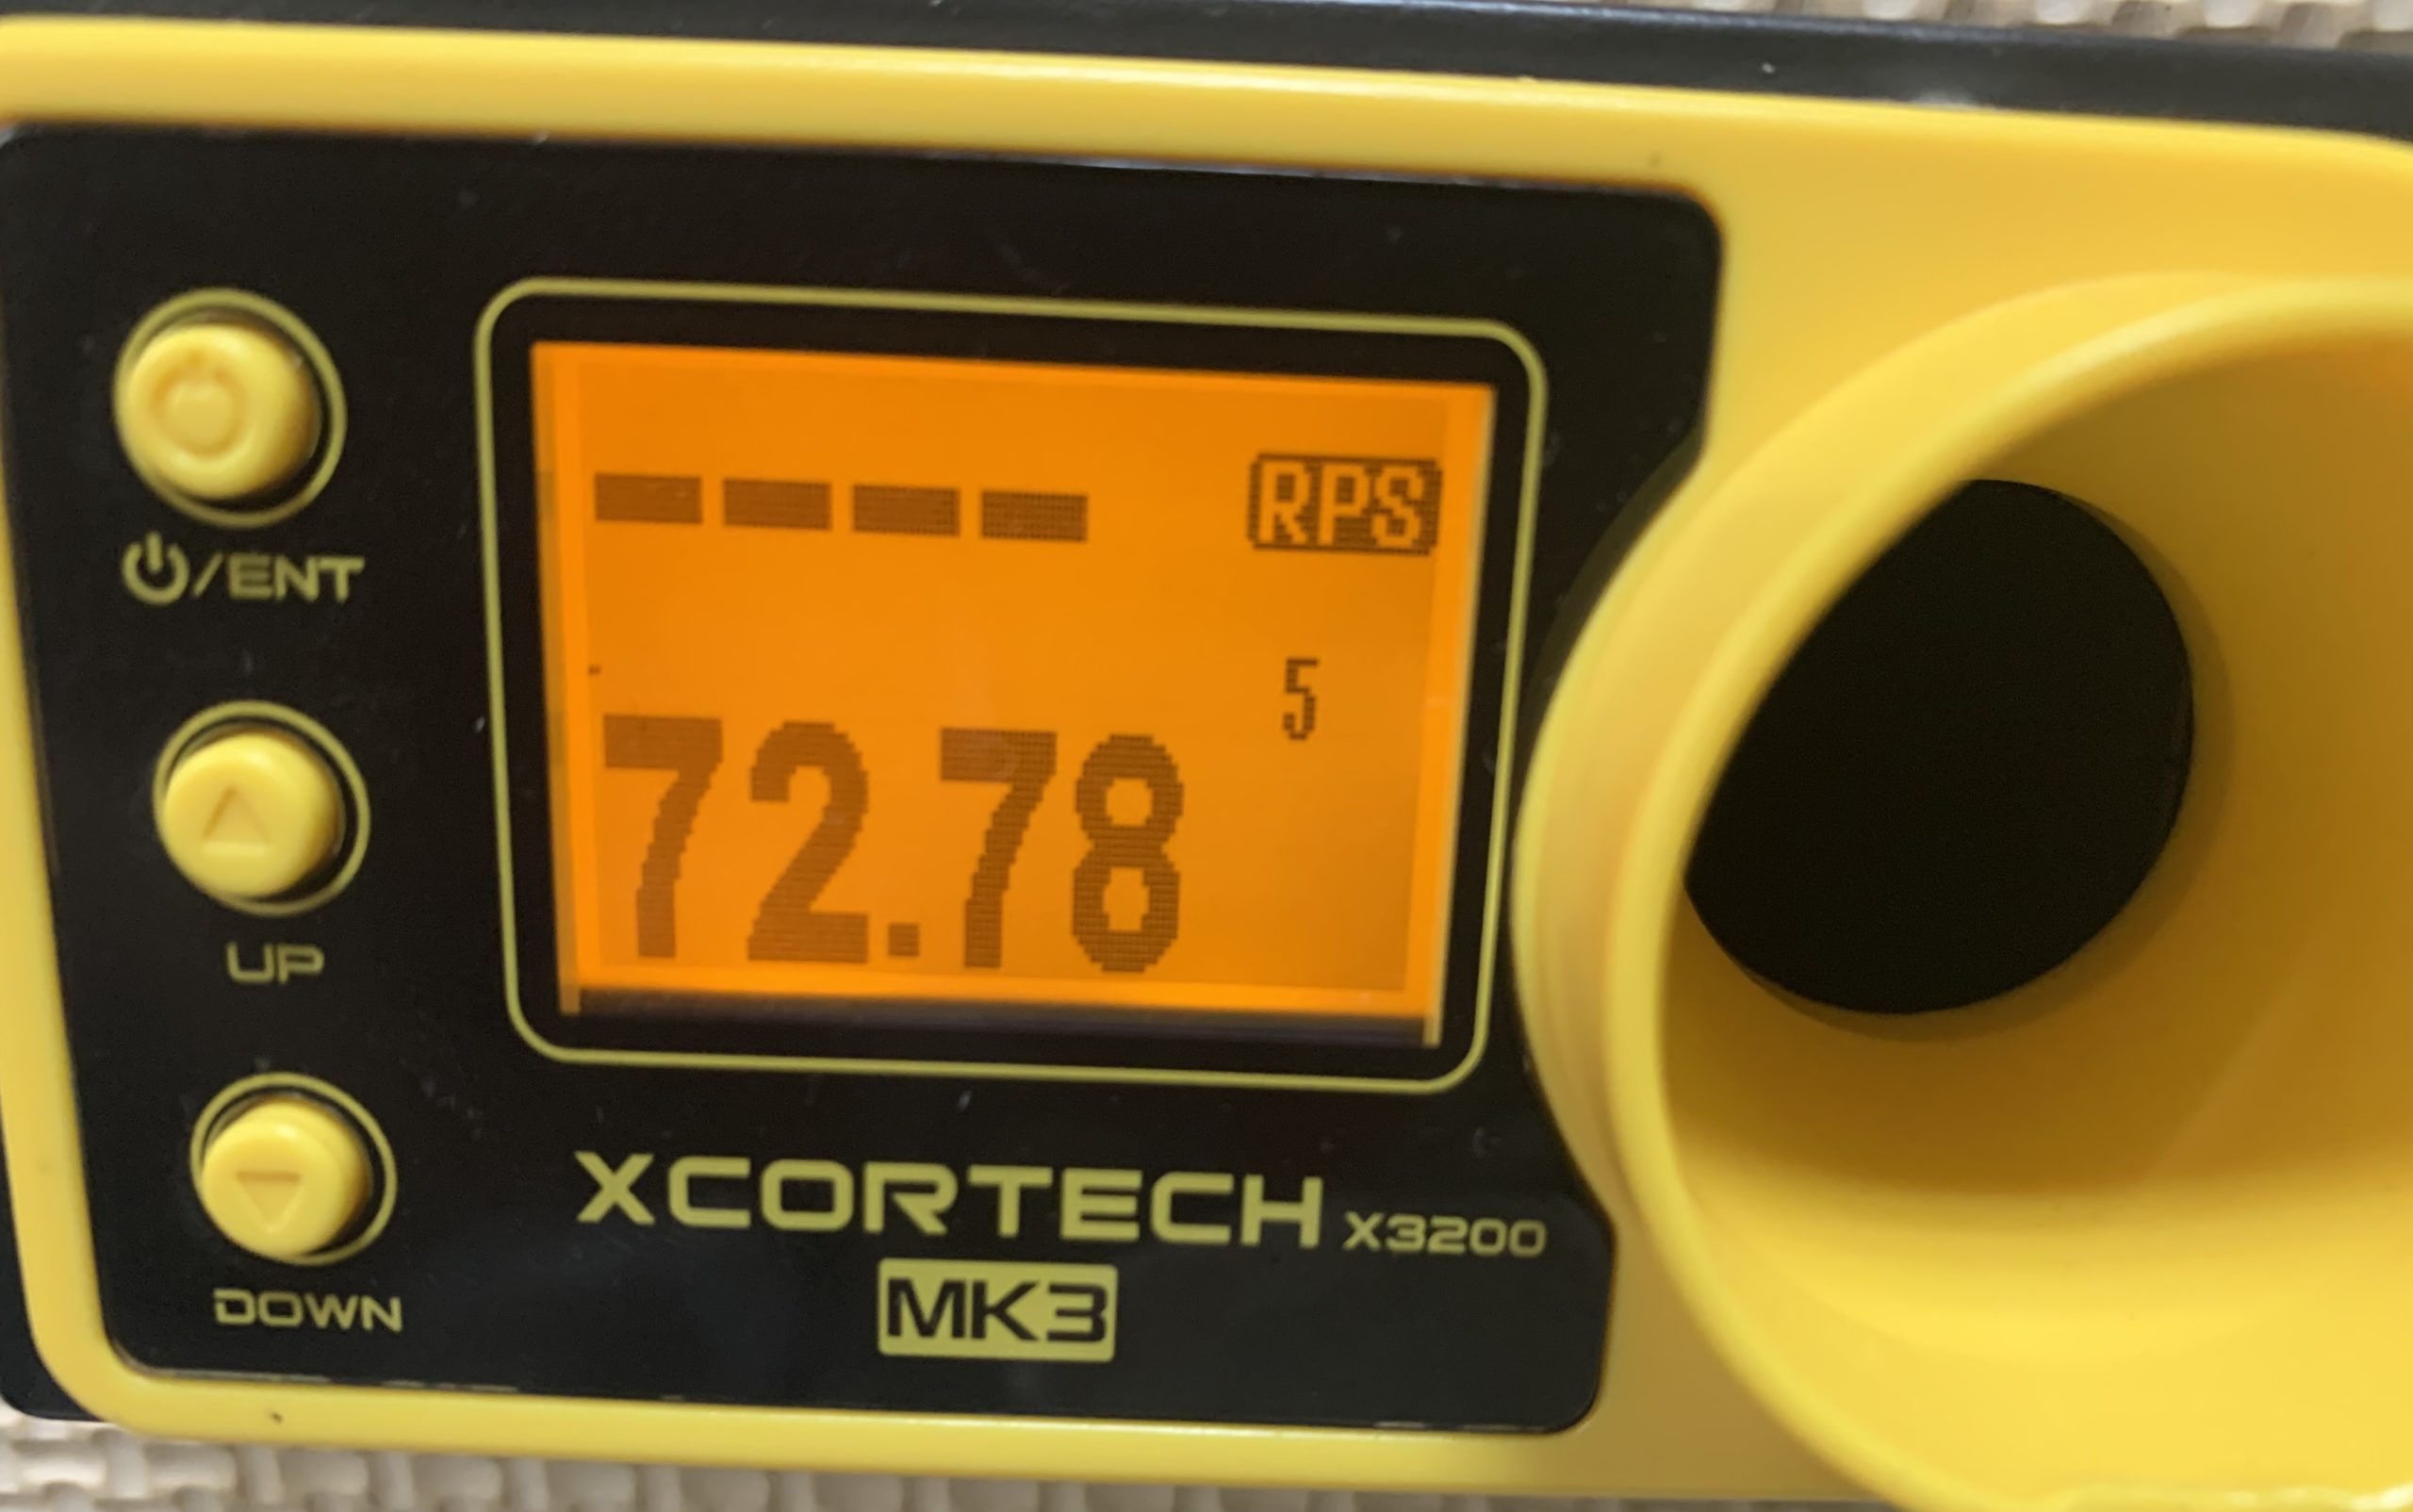 ---- RPS
5
72.78
/ENT
UP
DOWN
XCORTECH X3200
MK3